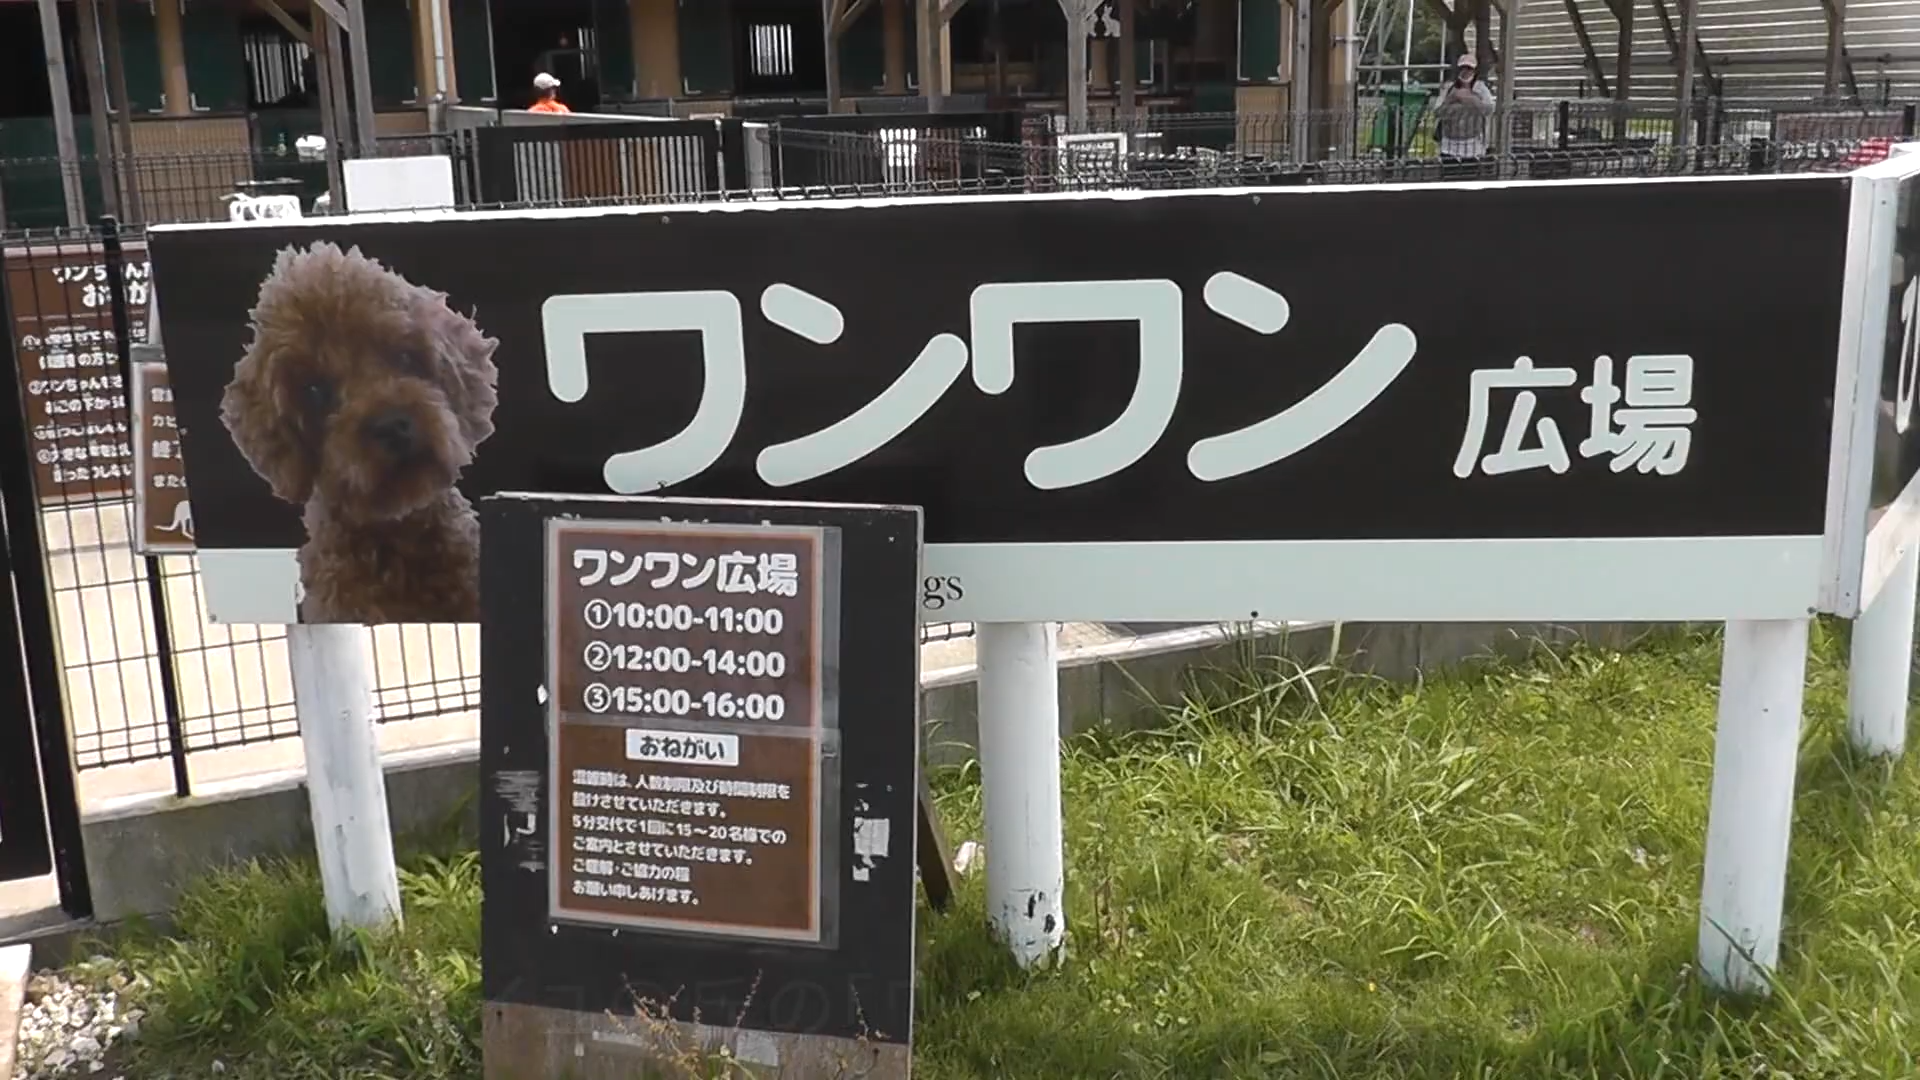 ワンワン 広場
gs
ワンワン広場
①10:00-11:00
②12:00-14:00
③15:00-16:00
おねがい
混雑時は、人数制限及び時間制限を
設けさせていただきます。
5分交代で1回に15～20名様での
ご案内とさせていただきます。
ご理解・ご協力の程
お願い申しあげます。